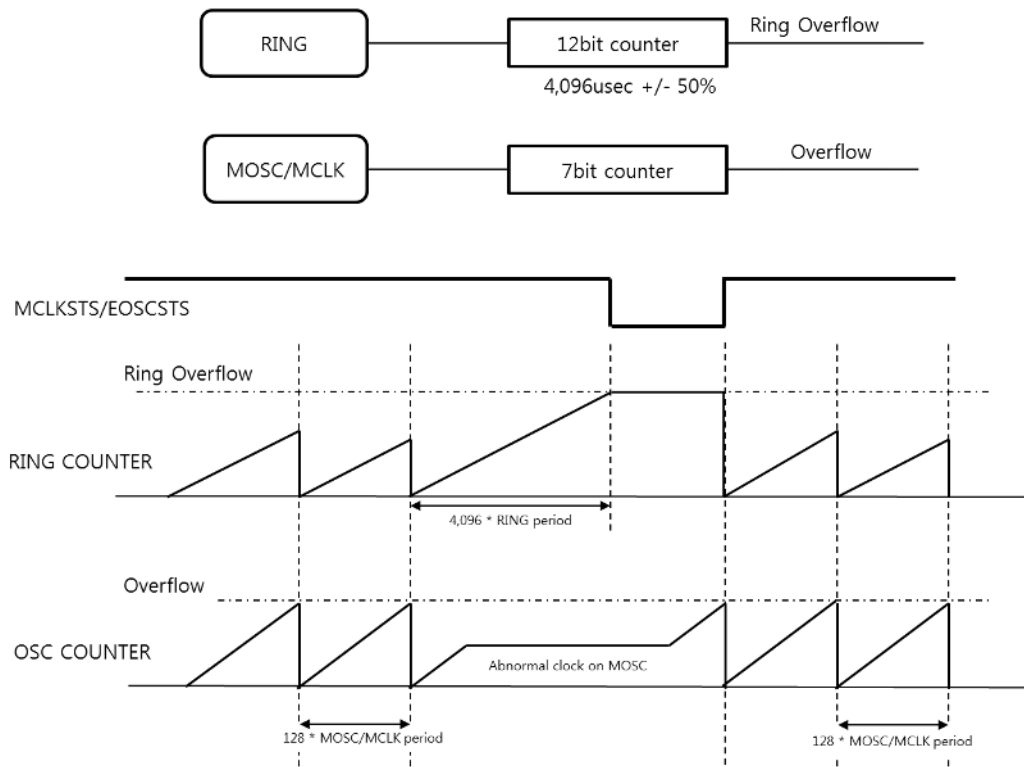 RING
12bit counter
Ring Overflow
4,096usec +/- 50%
MOSC/MCLK
7bit counter
Overflow
MCLKSTS/EOSCSTS
Ring Overflow
RING COUNTER
4,096 * RING period
Overflow
OSC COUNTER
Abnormal clock on MOSC
128 * MOSC/MCLK period
128 * MOSC/MCLK period